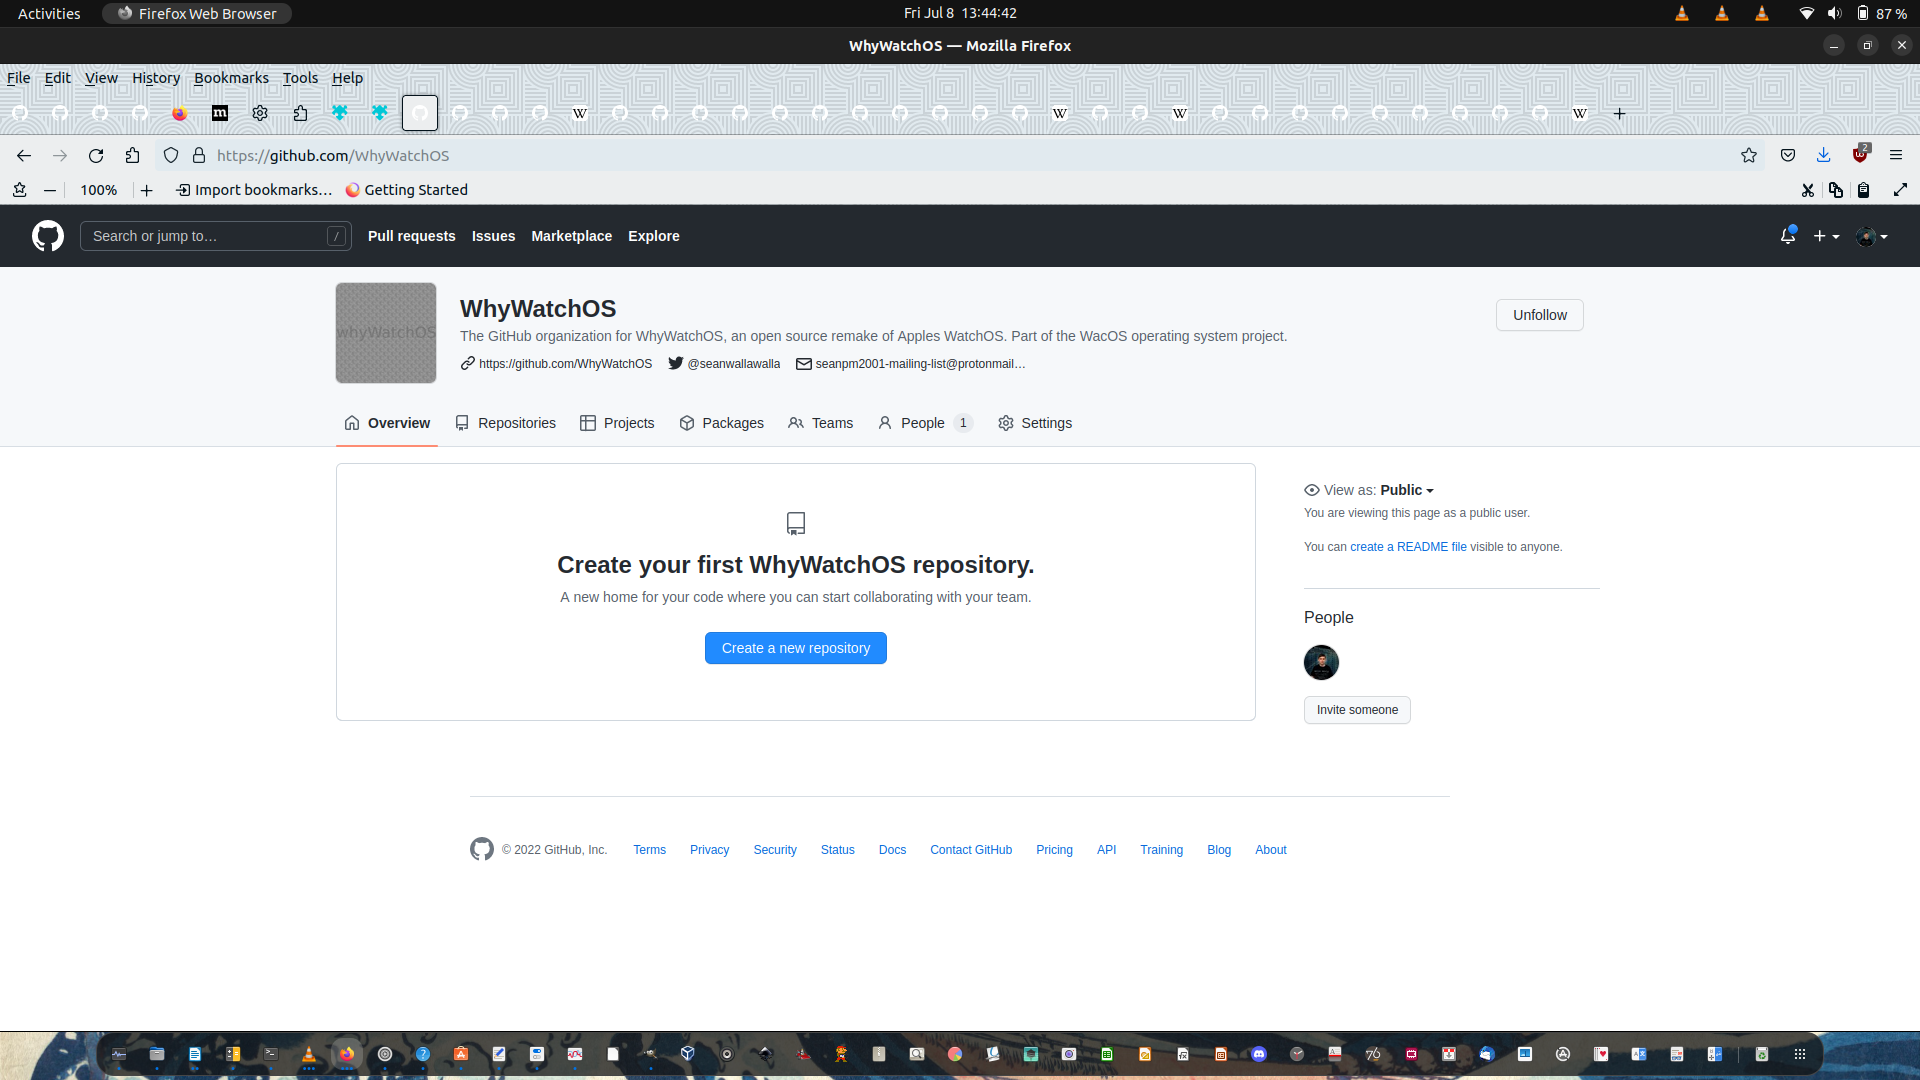 Activities
Firefox Web Browser
Fri Jul 8 13:44:42
87 %
WhyWatchOS — Mozilla Firefox
File Edit View History Bookmarks Tools Help
https://github.com/WhyWatchOS
2
100%
Import bookmarks…
Getting Started
Search or jump to…
/
Pull requests
Issues
Marketplace
Explore
whyWatchOS
WhyWatchOS
The GitHub organization for WhyWatchOS, an open source remake of Apples WatchOS. Part of the WacOS operating system project.
https://github.com/WhyWatchOS
@seanwallawalla
seanpm2001-mailing-list@protonmail…
Unfollow
Overview
Repositories
Projects
Packages
Teams
People 1
Settings
Create your first WhyWatchOS repository.
A new home for your code where you can start collaborating with your team.
Create a new repository
View as: Public
You are viewing this page as a public user.
You can create a README file visible to anyone.
People
Invite someone
© 2022 GitHub, Inc.
Terms
Privacy
Security
Status
Docs
Contact GitHub
Pricing
API
Training
Blog
About